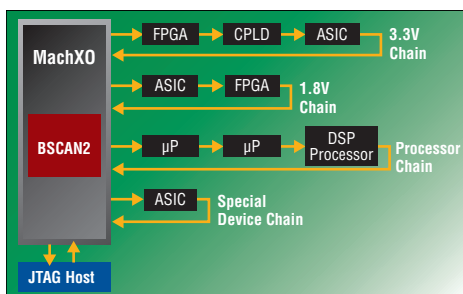 FPGA CPLD ASIC 3.3V
Chain
MachXO
ASIC FPGA 1.8V
Chain
BSCAN2
µP µP DSP
Processor
Processor
Chain
ASIC Special
Device Chain
JTAG Host